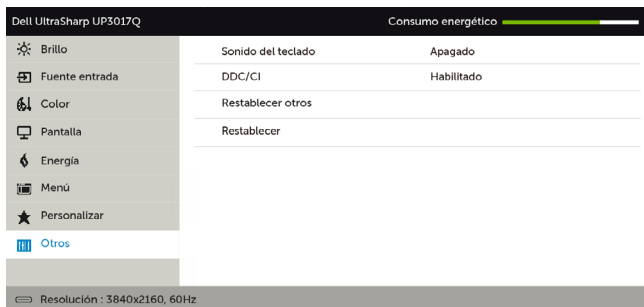 Dell UltraSharp UP3017Q Consumo energético
Brillo Sonido del teclado Apagado
Fuente entrada DDC/CI Habilitado
Color Restablecer otros
Pantalla Restablecer
Energía
Menú
Personalizar
Otros
Resolución : 3840x2160, 60Hz